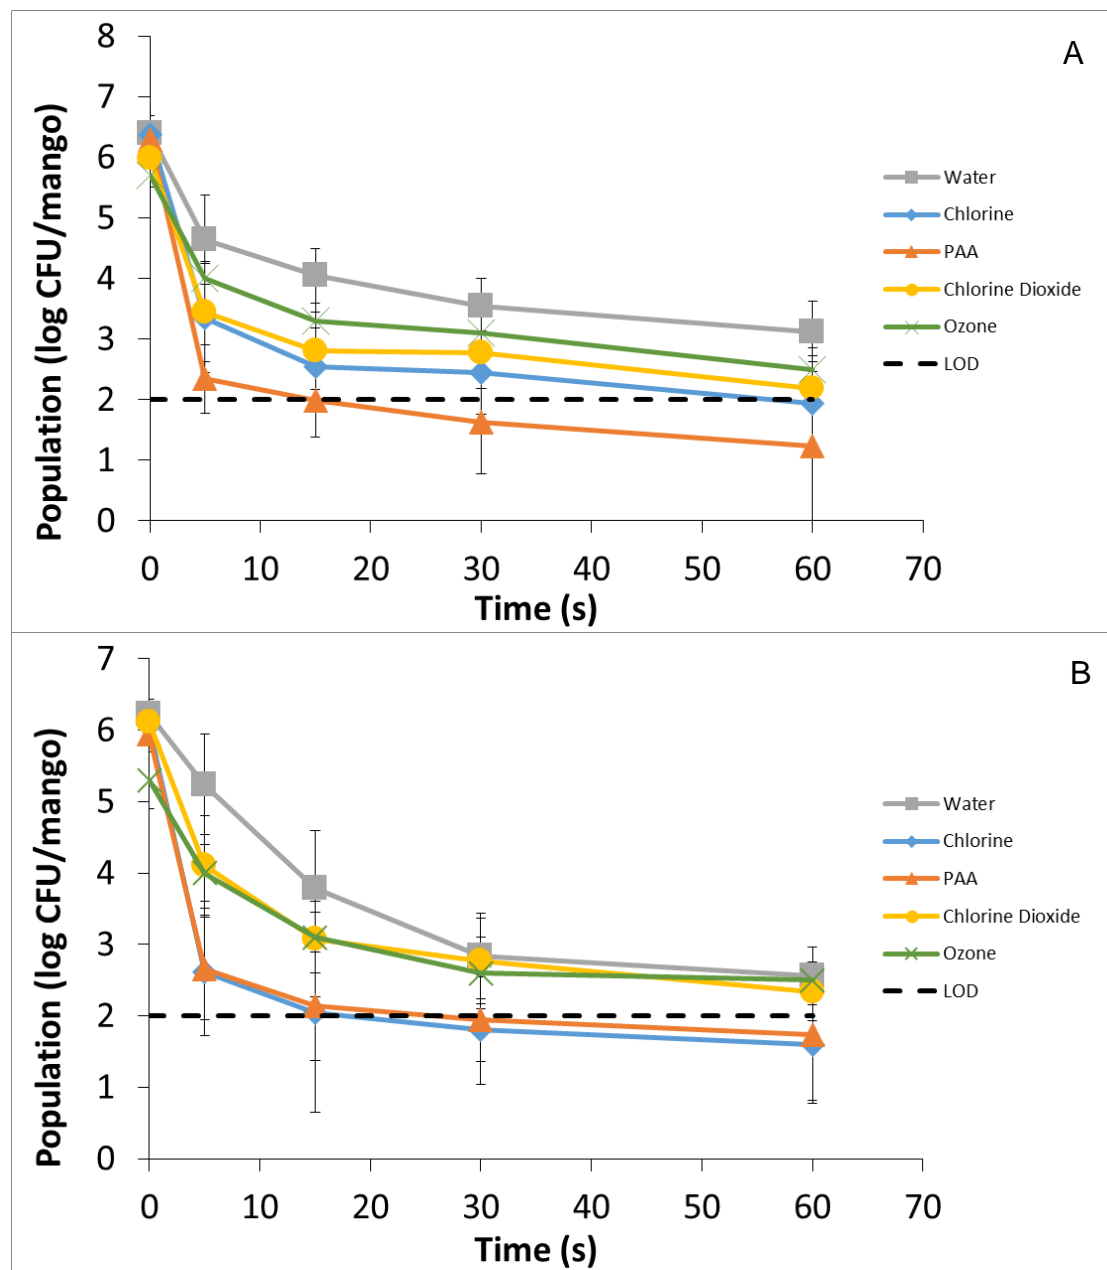 A
8
7
6
5
4
3
2
1
0
Population (log CFU/mango)
0 10 20 30 40 50 60 70
Time (s)
Water
Chlorine
PAA
Chlorine Dioxide
Ozone
LOD
B
7
6
5
4
3
2
1
0
Population (log CFU/mango)
0 10 20 30 40 50 60 70
Time (s)
Water
Chlorine
PAA
Chlorine Dioxide
Ozone
LOD